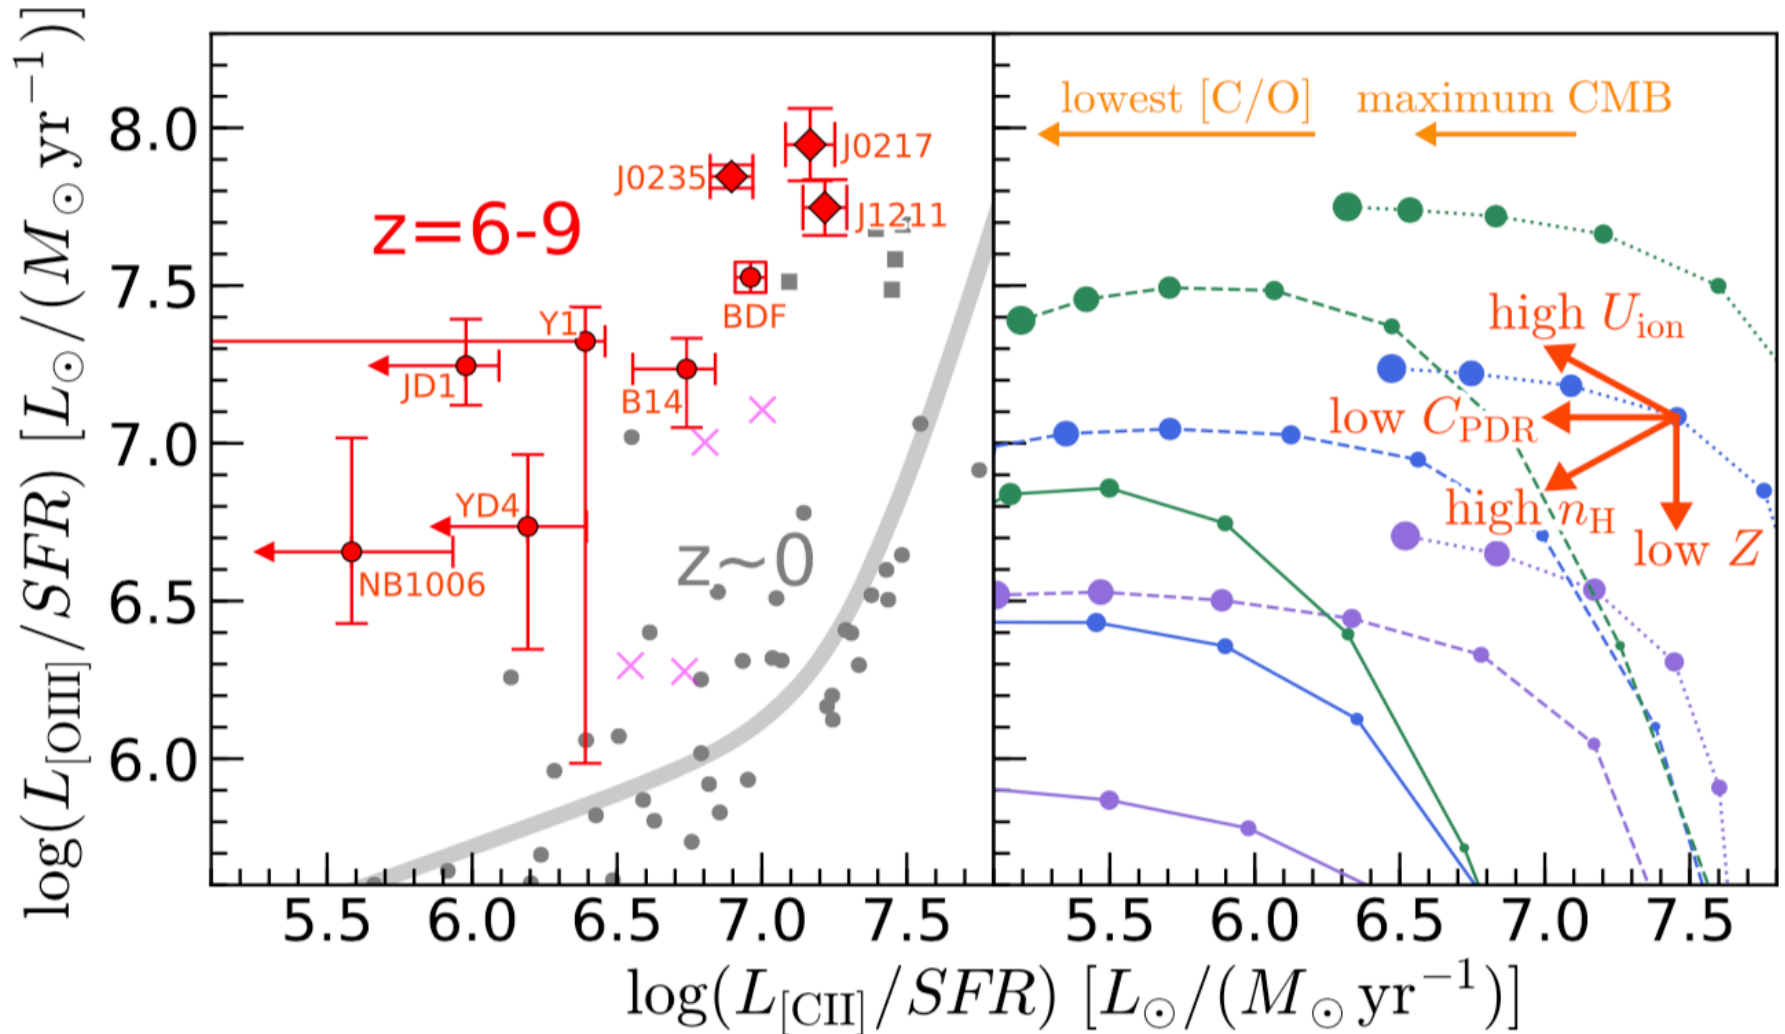 log(L[OIII]/SFR) [L⊙/(M⊙ yr−1)]
8.0
7.5
7.0
6.5
6.0
z=6-9
J0217
J0235
J1211
BDF
Y1
JD1
B14
YD4
NB1006
z~0
lowest [C/O]
maximum CMB
high Uion
low CPDR
high nH
low Z
5.5 6.0 6.5 7.0 7.5
5.5 6.0 6.5 7.0 7.5
log(L[CII]/SFR) [L⊙/(M⊙ yr−1)]